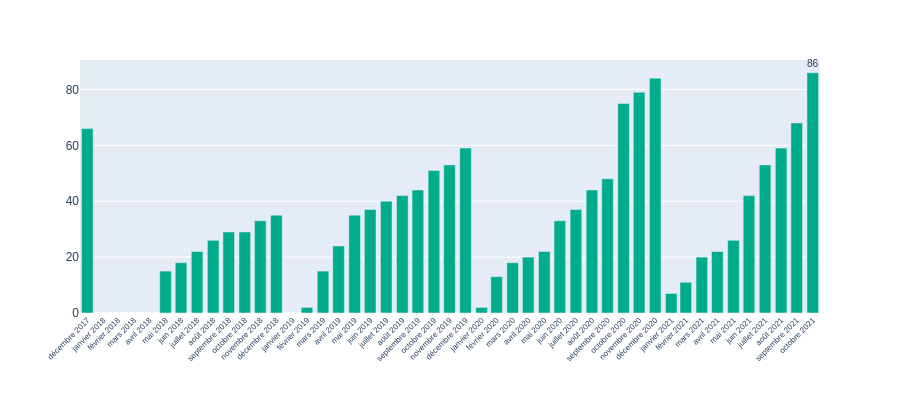 86
80
60
40
20
0
décembre 2017
janvier 2018
février 2018
mars 2018
avril 2018
mai 2018
juin 2018
juillet 2018
août 2018
septembre 2018
octobre 2018
novembre 2018
décembre 2018
janvier 2019
février 2019
mars 2019
avril 2019
mai 2019
juin 2019
juillet 2019
août 2019
septembre 2019
octobre 2019
novembre 2019
décembre 2019
janvier 2020
février 2020
mars 2020
avril 2020
mai 2020
juin 2020
juillet 2020
août 2020
septembre 2020
octobre 2020
novembre 2020
décembre 2020
janvier 2021
février 2021
mars 2021
avril 2021
mai 2021
juin 2021
juillet 2021
août 2021
septembre 2021
octobre 2021